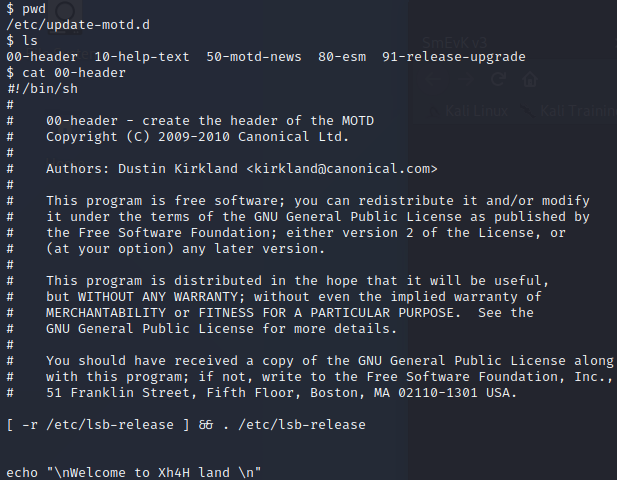 $ pwd
/etc/update-motd.d
$ ls
00-header  10-help-text  50-motd-news  80-esm  91-release-upgrade
$ cat 00-header
#!/bin/sh
#
#    00-header - create the header of the MOTD
#    Copyright (C) 2009-2010 Canonical Ltd.
#
#    Authors: Dustin Kirkland <kirkland@canonical.com>
#
#    This program is free software; you can redistribute it and/or modify
#    it under the terms of the GNU General Public License as published by
#    the Free Software Foundation; either version 2 of the License, or
#    (at your option) any later version.
#
#    This program is distributed in the hope that it will be useful,
#    but WITHOUT ANY WARRANTY; without even the implied warranty of
#    MERCHANTABILITY or FITNESS FOR A PARTICULAR PURPOSE.  See the
#    GNU General Public License for more details.
#
#    You should have received a copy of the GNU General Public License along
#    with this program; if not, write to the Free Software Foundation, Inc.,
#    51 Franklin Street, Fifth Floor, Boston, MA 02110-1301 USA.

[ -r /etc/lsb-release ] && . /etc/lsb-release


echo "\nWelcome to Xh4H land \n"
SmEvK v3
Kali Linux
Kali Training